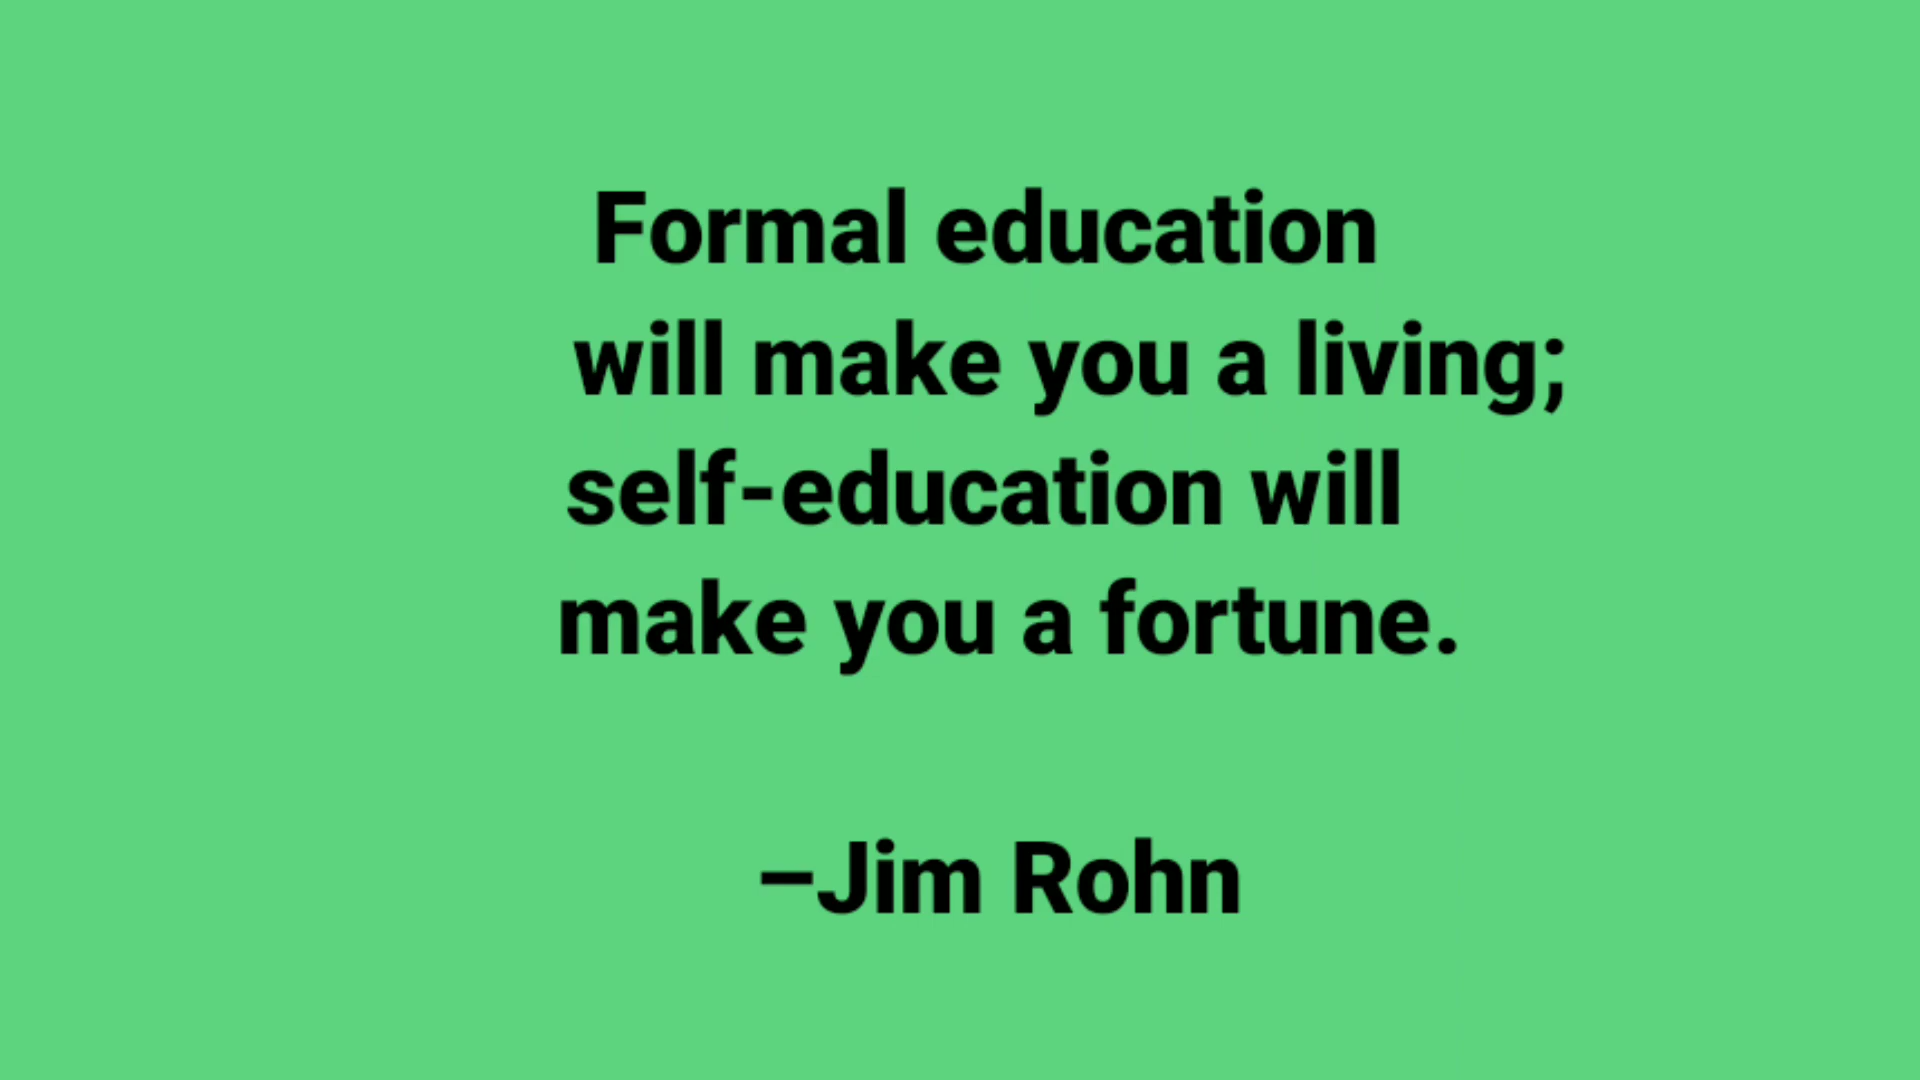 Formal education
will make you a living;
self-education will
make you a fortune.
–Jim Rohn